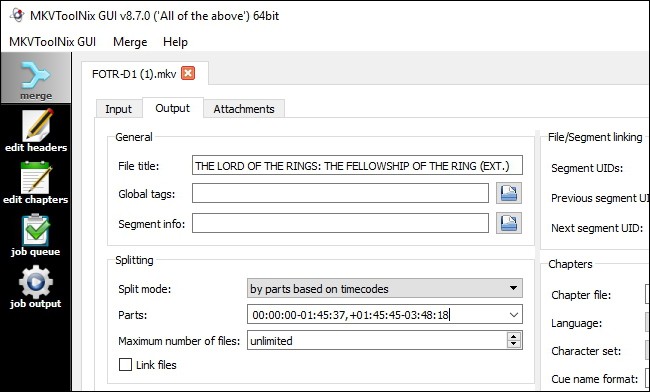 MKVToolNix GUI v8.7.0 ('All of the above') 64bit
MKVToolNix GUI Merge Help
merge
edit headers
edit chapters
job queue
job output
FOTR-D1 (1).mkv
Input Output Attachments
General
File title: THE LORD OF THE RINGS: THE FELLOWSHIP OF THE RING (EXT.)
Global tags:
Segment info:
Splitting
Split mode: by parts based on timecodes
Parts: 00:00:00-01:45:37,+01:45:45-03:48:18
Maximum number of files: unlimited
Link files
File/Segment linking
Segment UIDs:
Previous segment U
Next segment UID:
Chapters
Chapter file:
Language:
Character set:
Cue name format: